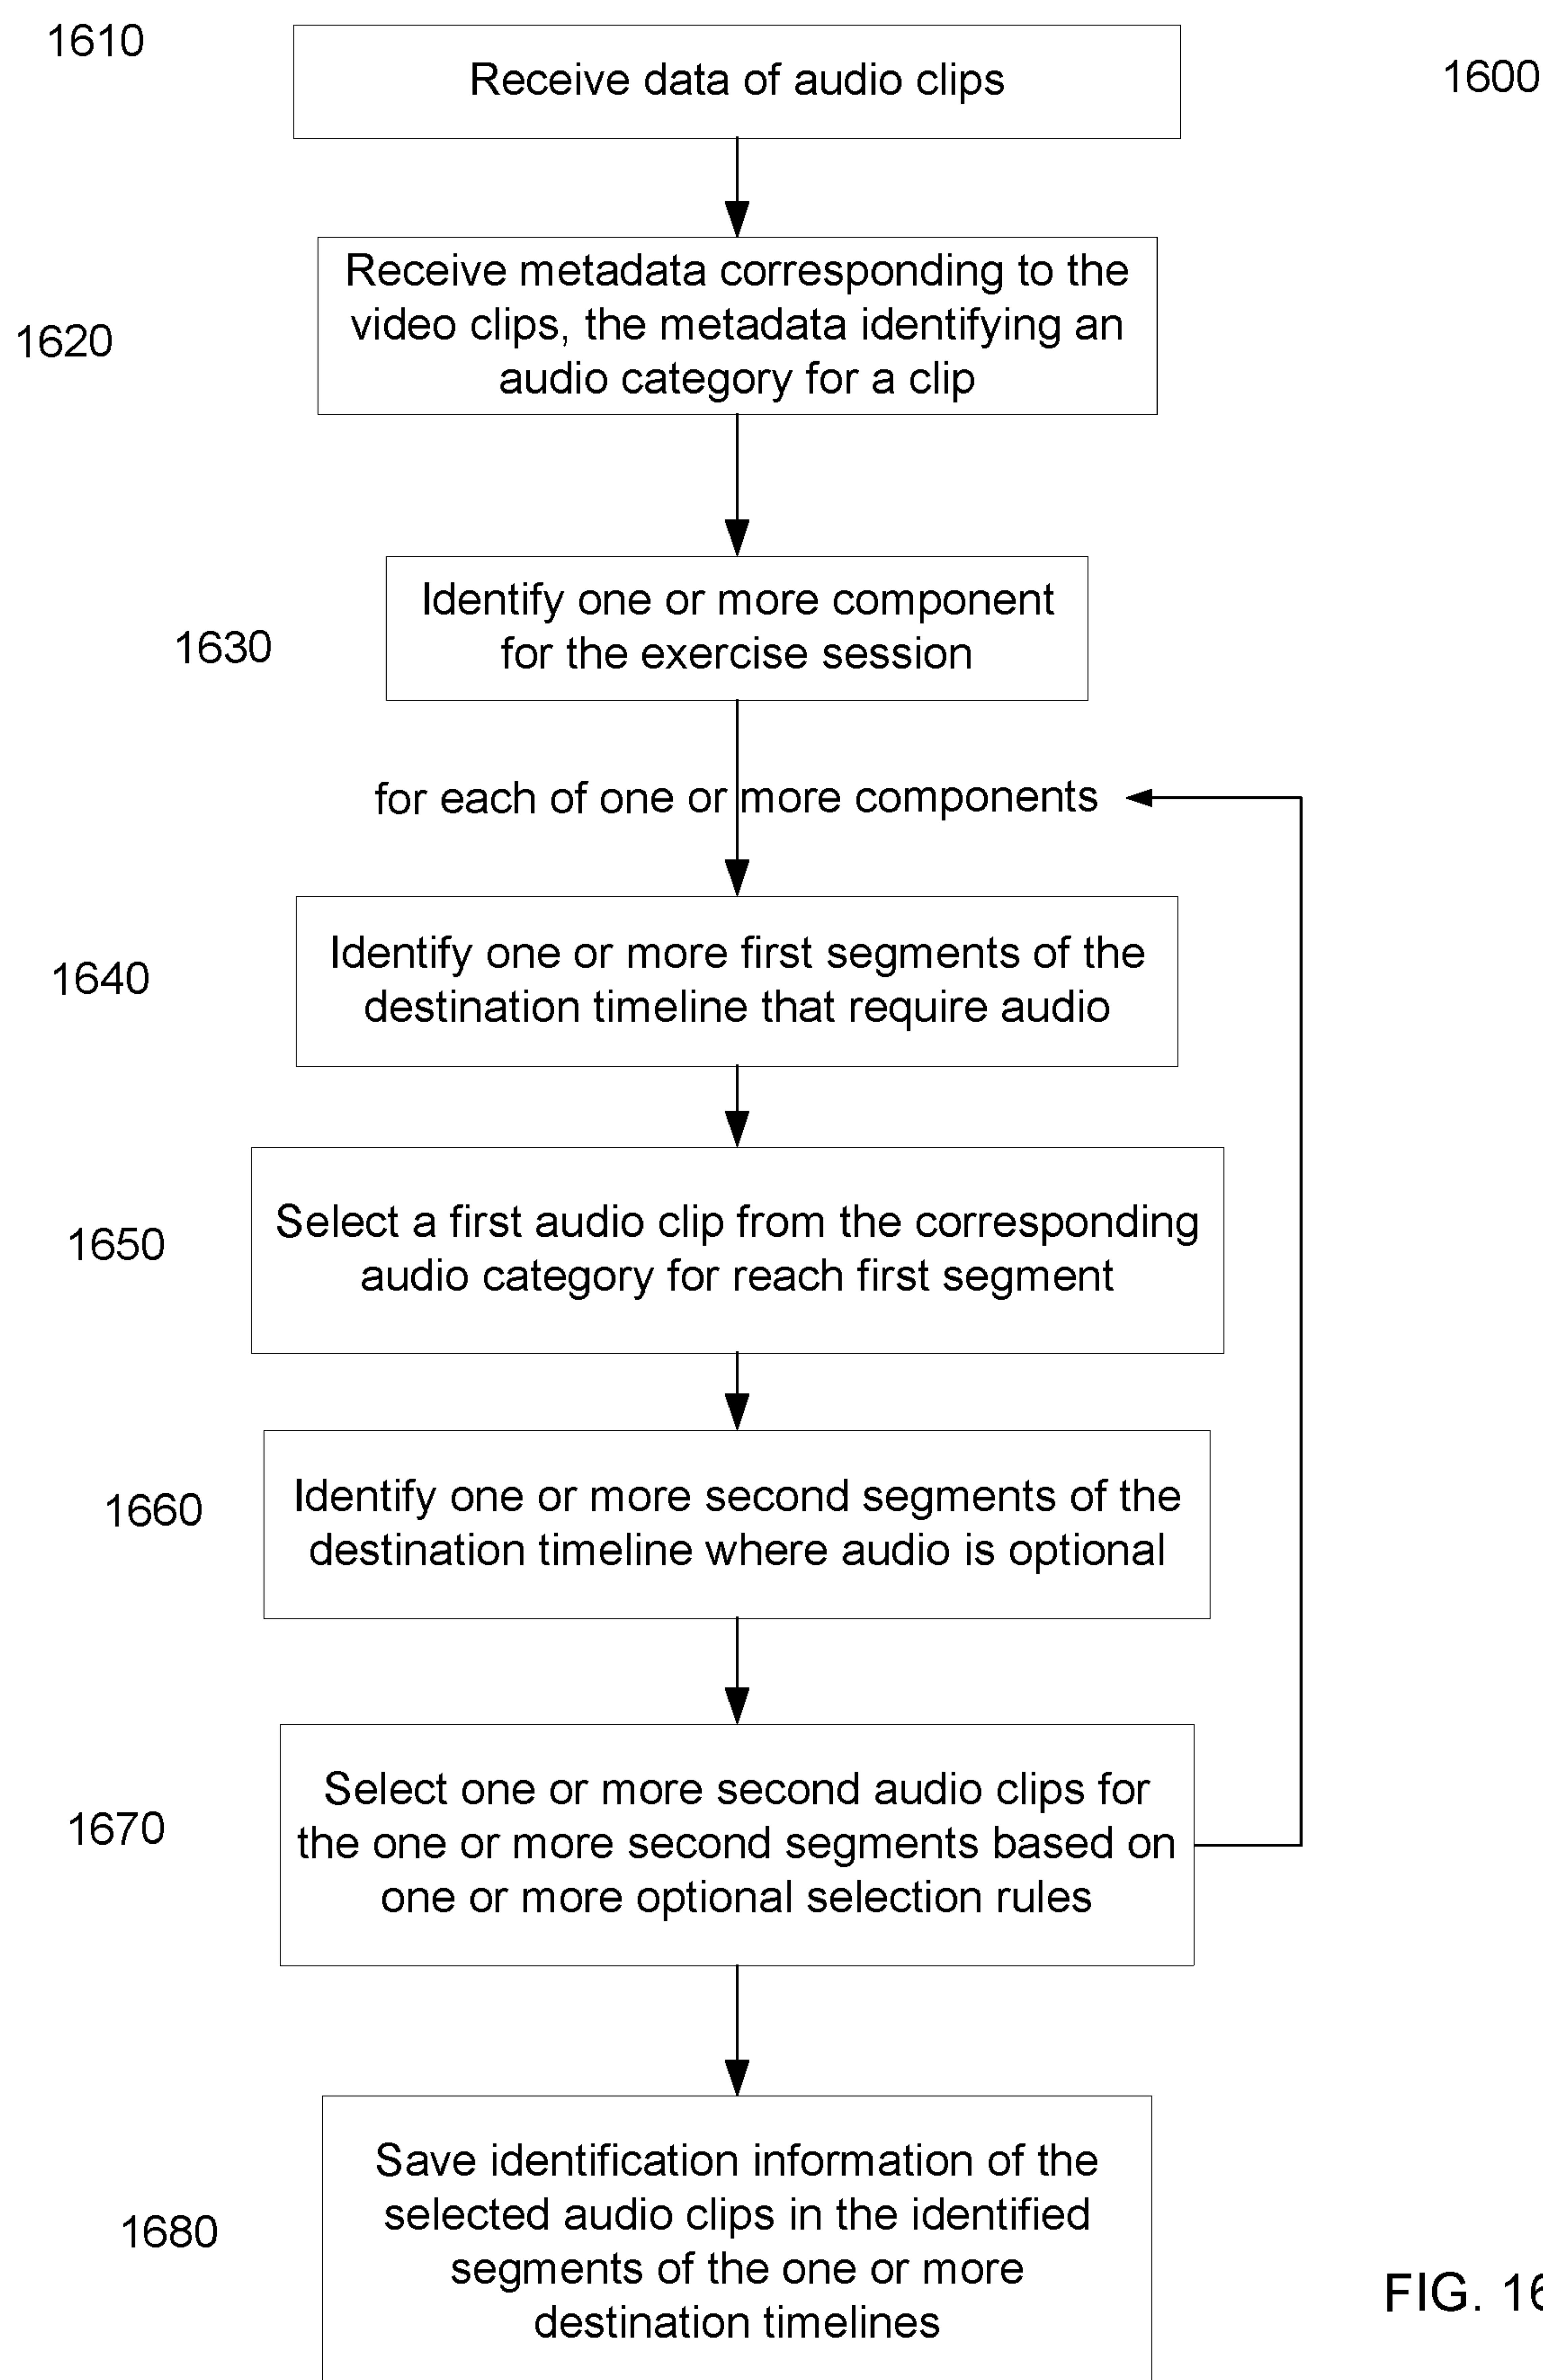 1610
Receive data of audio clips
1600
Receive metadata corresponding to the
video clips, the metadata identifying an
audio category for a clip
1620
Identify one or more component
for the exercise session
1630
for each of one or more components
Identify one or more first segments of the
destination timeline that require audio
1640
Select a first audio clip from the corresponding
audio category for reach first segment
1650
Identify one or more second segments of the
destination timeline where audio is optional
1660
Select one or more second audio clips for
the one or more second segments based on
one or more optional selection rules
1670
Save identification information of the
selected audio clips in the identified
segments of the one or more
destination timelines
1680
FIG. 16